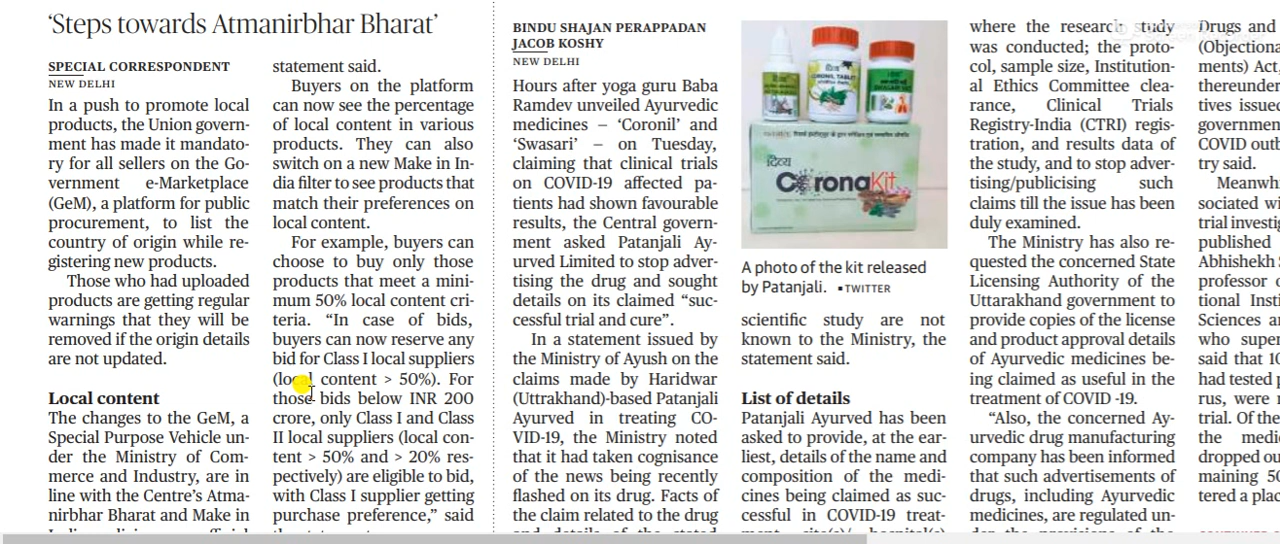 ‘Steps towards Atmanirbhar Bharat’
SPECIAL CORRESPONDENT
NEW DELHI
In a push to promote local
products, the Union govern-
ment has made it mandato-
ry for all sellers on the Go-
vernment e-Marketplace
(GeM), a platform for public
procurement, to list the
country of origin while re-
gistering new products.
Those who had uploaded
products are getting regular
warnings that they will be
removed if the origin details
are not updated.
Local content
The changes to the GeM, a
Special Purpose Vehicle un-
der the Ministry of Com-
merce and Industry, are in
line with the Centre’s Atma-
nirbhar Bharat and Make in
statement said.
Buyers on the platform
can now see the percentage
of local content in various
products. They can also
switch on a new Make in In-
dia filter to see products that
match their preferences on
local content.
For example, buyers can
choose to buy only those
products that meet a mini-
mum 50% local content cri-
teria. “In case of bids,
buyers can now reserve any
bid for Class I local suppliers
(local content > 50%). For
those bids below INR 200
crore, only Class I and Class
II local suppliers (local con-
tent > 50% and > 20% res-
pectively) are eligible to bid,
with Class I supplier getting
purchase preference,” said
BINDU SHAJAN PERAPPADAN
JACOB KOSHY
NEW DELHI
Hours after yoga guru Baba
Ramdev unveiled Ayurvedic
medicines – ‘Coronil’ and
‘Swasari’ – on Tuesday,
claiming that clinical trials
on COVID-19 affected pa-
tients had shown favourable
results, the Central govern-
ment asked Patanjali Ay-
urved Limited to stop adver-
tising the drug and sought
details on its claimed “suc-
cessful trial and cure”.
In a statement issued by
the Ministry of Ayush on the
claims made by Haridwar
(Uttrakhand)-based Patanjali
Ayurved in treating CO-
VID-19, the Ministry noted
that it had taken cognisance
of the news being recently
flashed on its drug. Facts of
the claim related to the drug
and details of the stated
CORONIL TABLET
दिव्य
CoronaKit
A photo of the kit released
by Patanjali. ▪TWITTER
scientific study are not
known to the Ministry, the
statement said.
List of details
Patanjali Ayurved has been
asked to provide, at the ear-
liest, details of the name and
composition of the medi-
cines being claimed as suc-
cessful in COVID-19 treat-
where the research study
was conducted; the proto-
col, sample size, Institution-
al Ethics Committee clea-
rance, Clinical Trials
Registry-India (CTRI) regis-
tration, and results data of
the study, and to stop adver-
tising/publicising such
claims till the issue has been
duly examined.
The Ministry has also re-
quested the concerned State
Licensing Authority of the
Uttarakhand government to
provide copies of the license
and product approval details
of Ayurvedic medicines be-
ing claimed as useful in the
treatment of COVID -19.
“Also, the concerned Ay-
urvedic drug manufacturing
company has been informed
that such advertisements of
drugs, including Ayurvedic
medicines, are regulated un-
der the provisions of the
Drugs and
(Objectiona
ments) Act,
thereunder
tives issued
governmen
COVID outb
try said.
Meanwhi
sociated wi
trial investig
published
Abhishekh S
professor o
tional Insti
Sciences an
who super
said that 10
had tested p
rus, were r
trial. Of the
the medi
dropped ou
maining 50
tered a plac